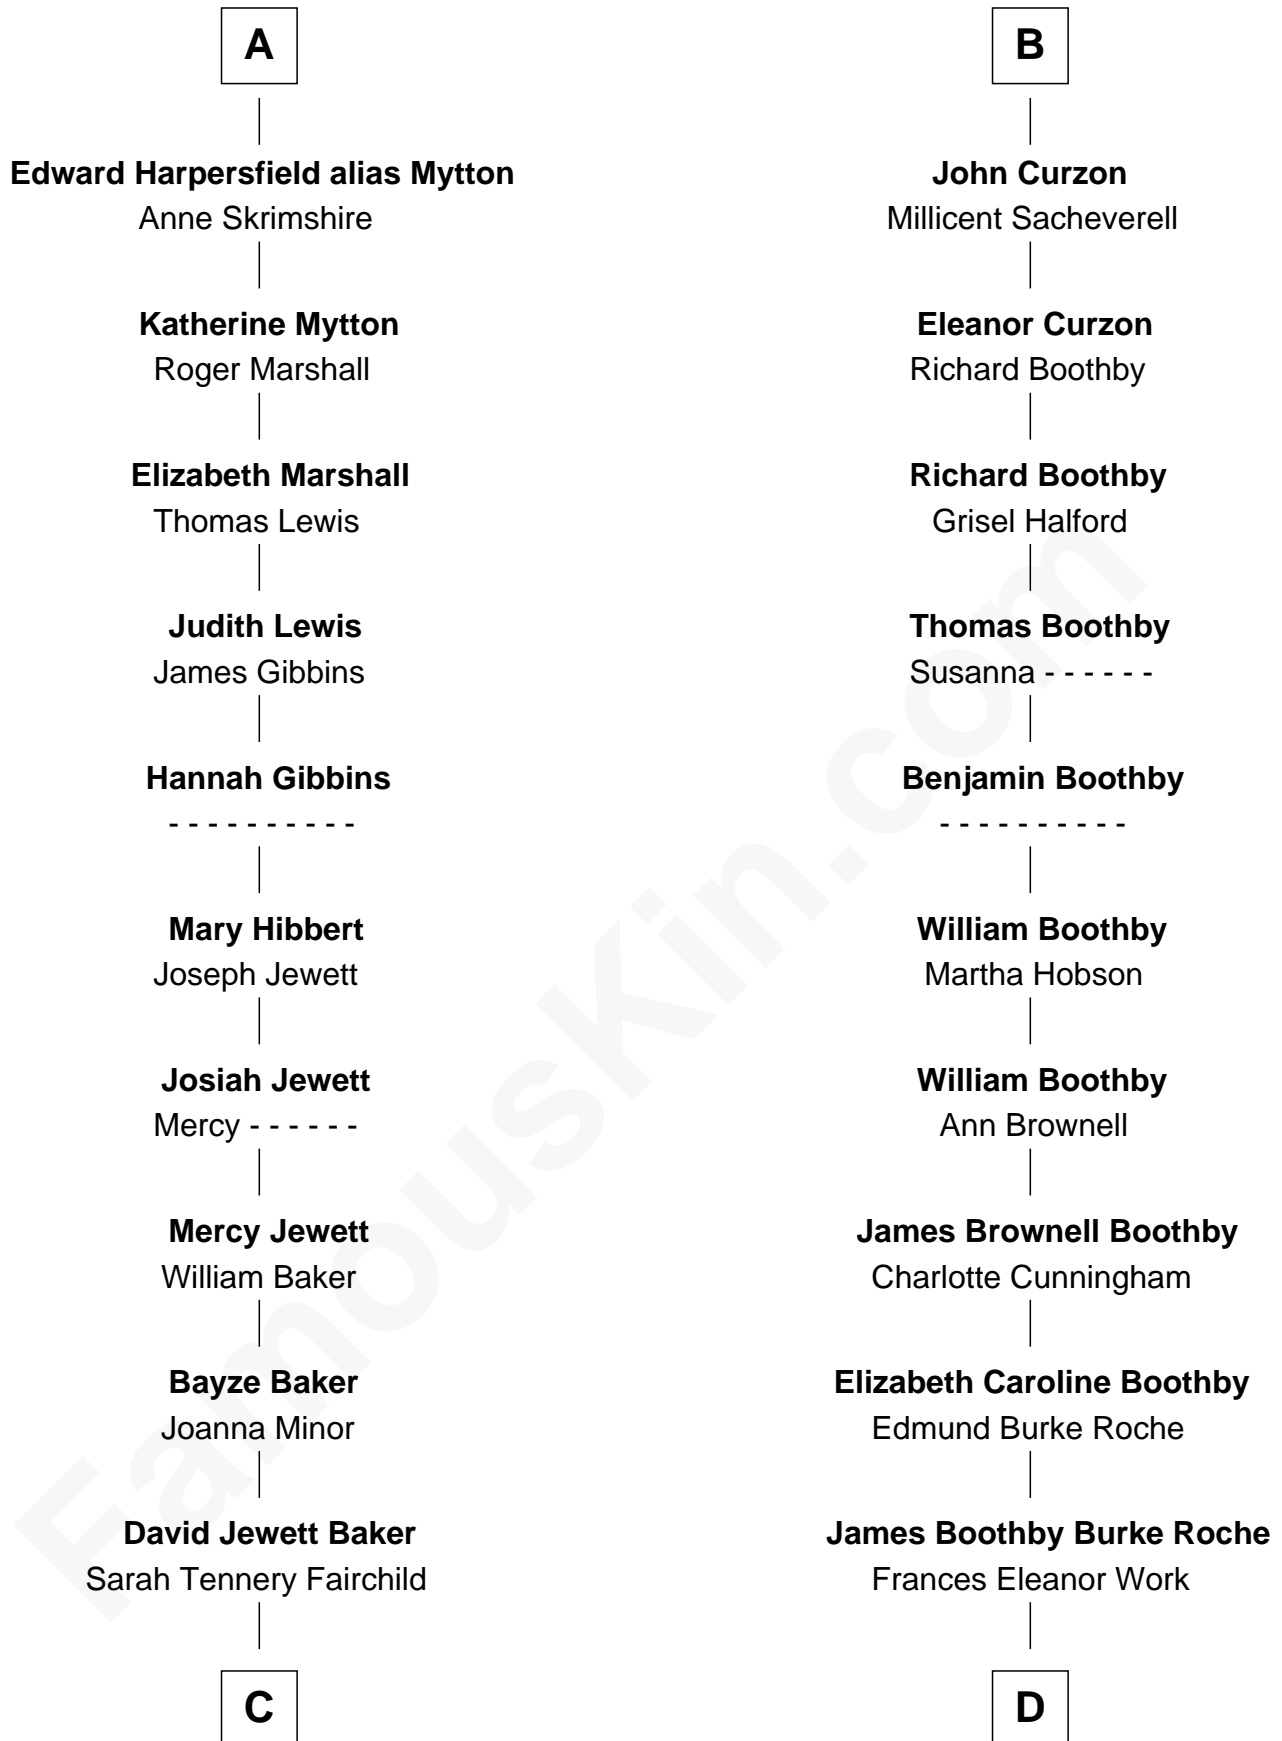 A
Edward Harpersfield alias Mytton
Anne Skrimshire
Katherine Mytton
Roger Marshall
Elizabeth Marshall
Thomas Lewis
Judith Lewis
James Gibbins
Hannah Gibbins
- - - - - - - - - -
Mary Hibbert
Joseph Jewett
Josiah Jewett
Mercy - - - - - -
Mercy Jewett
William Baker
Bayze Baker
Joanna Minor
David Jewett Baker
Sarah Tennery Fairchild
C
B
John Curzon
Millicent Sacheverell
Eleanor Curzon
Richard Boothby
Richard Boothby
Grisel Halford
Thomas Boothby
Susanna - - - - - -
Benjamin Boothby
- - - - - - - - - -
William Boothby
Martha Hobson
William Boothby
Ann Brownell
James Brownell Boothby
Charlotte Cunningham
Elizabeth Caroline Boothby
Edmund Burke Roche
James Boothby Burke Roche
Frances Eleanor Work
D
FamousKin.com